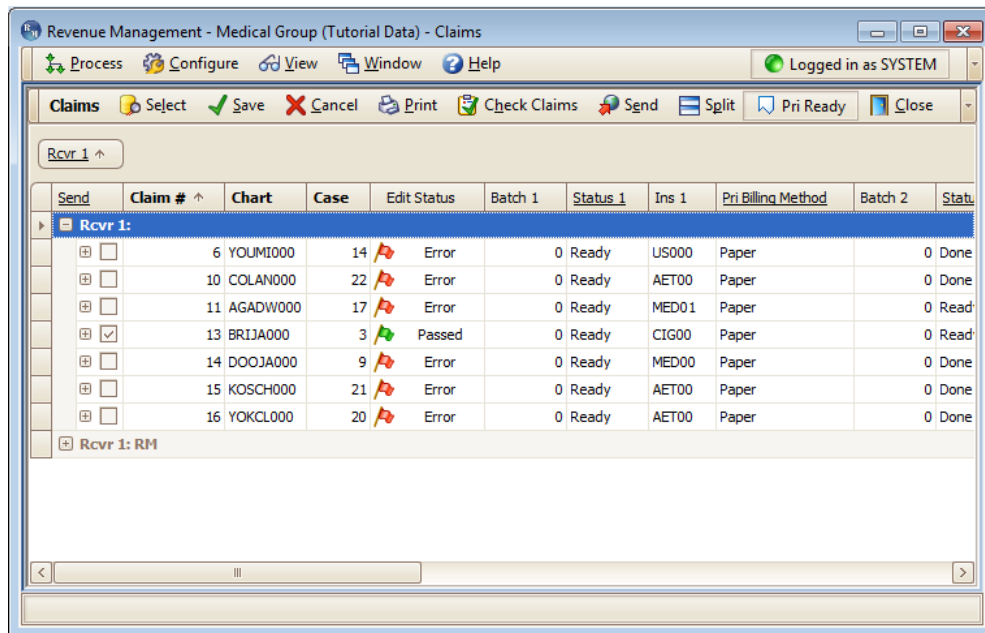 Revenue Management - Medical Group (Tutorial Data) - Claims
Process Configure View Window Help Logged in as SYSTEM
Claims Select Save Cancel Print Check Claims Send Split Pri Ready Close
Rcvr 1
Send Claim # Chart Case Edit Status Batch 1 Status 1 Ins 1 Pri Billing Method Batch 2 Statu
Rcvr 1:
6 YOUMI000 14 Error 0 Ready US000 Paper 0 Done
10 COLAN000 22 Error 0 Ready AET00 Paper 0 Done
11 AGADW000 17 Error 0 Ready MED01 Paper 0 Read
13 BRIJA000 3 Passed 0 Ready CIG00 Paper 0 Read
14 DOOJA000 9 Error 0 Ready MED00 Paper 0 Done
15 KOSCH000 21 Error 0 Ready AET00 Paper 0 Done
16 YOKCL000 20 Error 0 Ready AET00 Paper 0 Done
Rcvr 1: RM